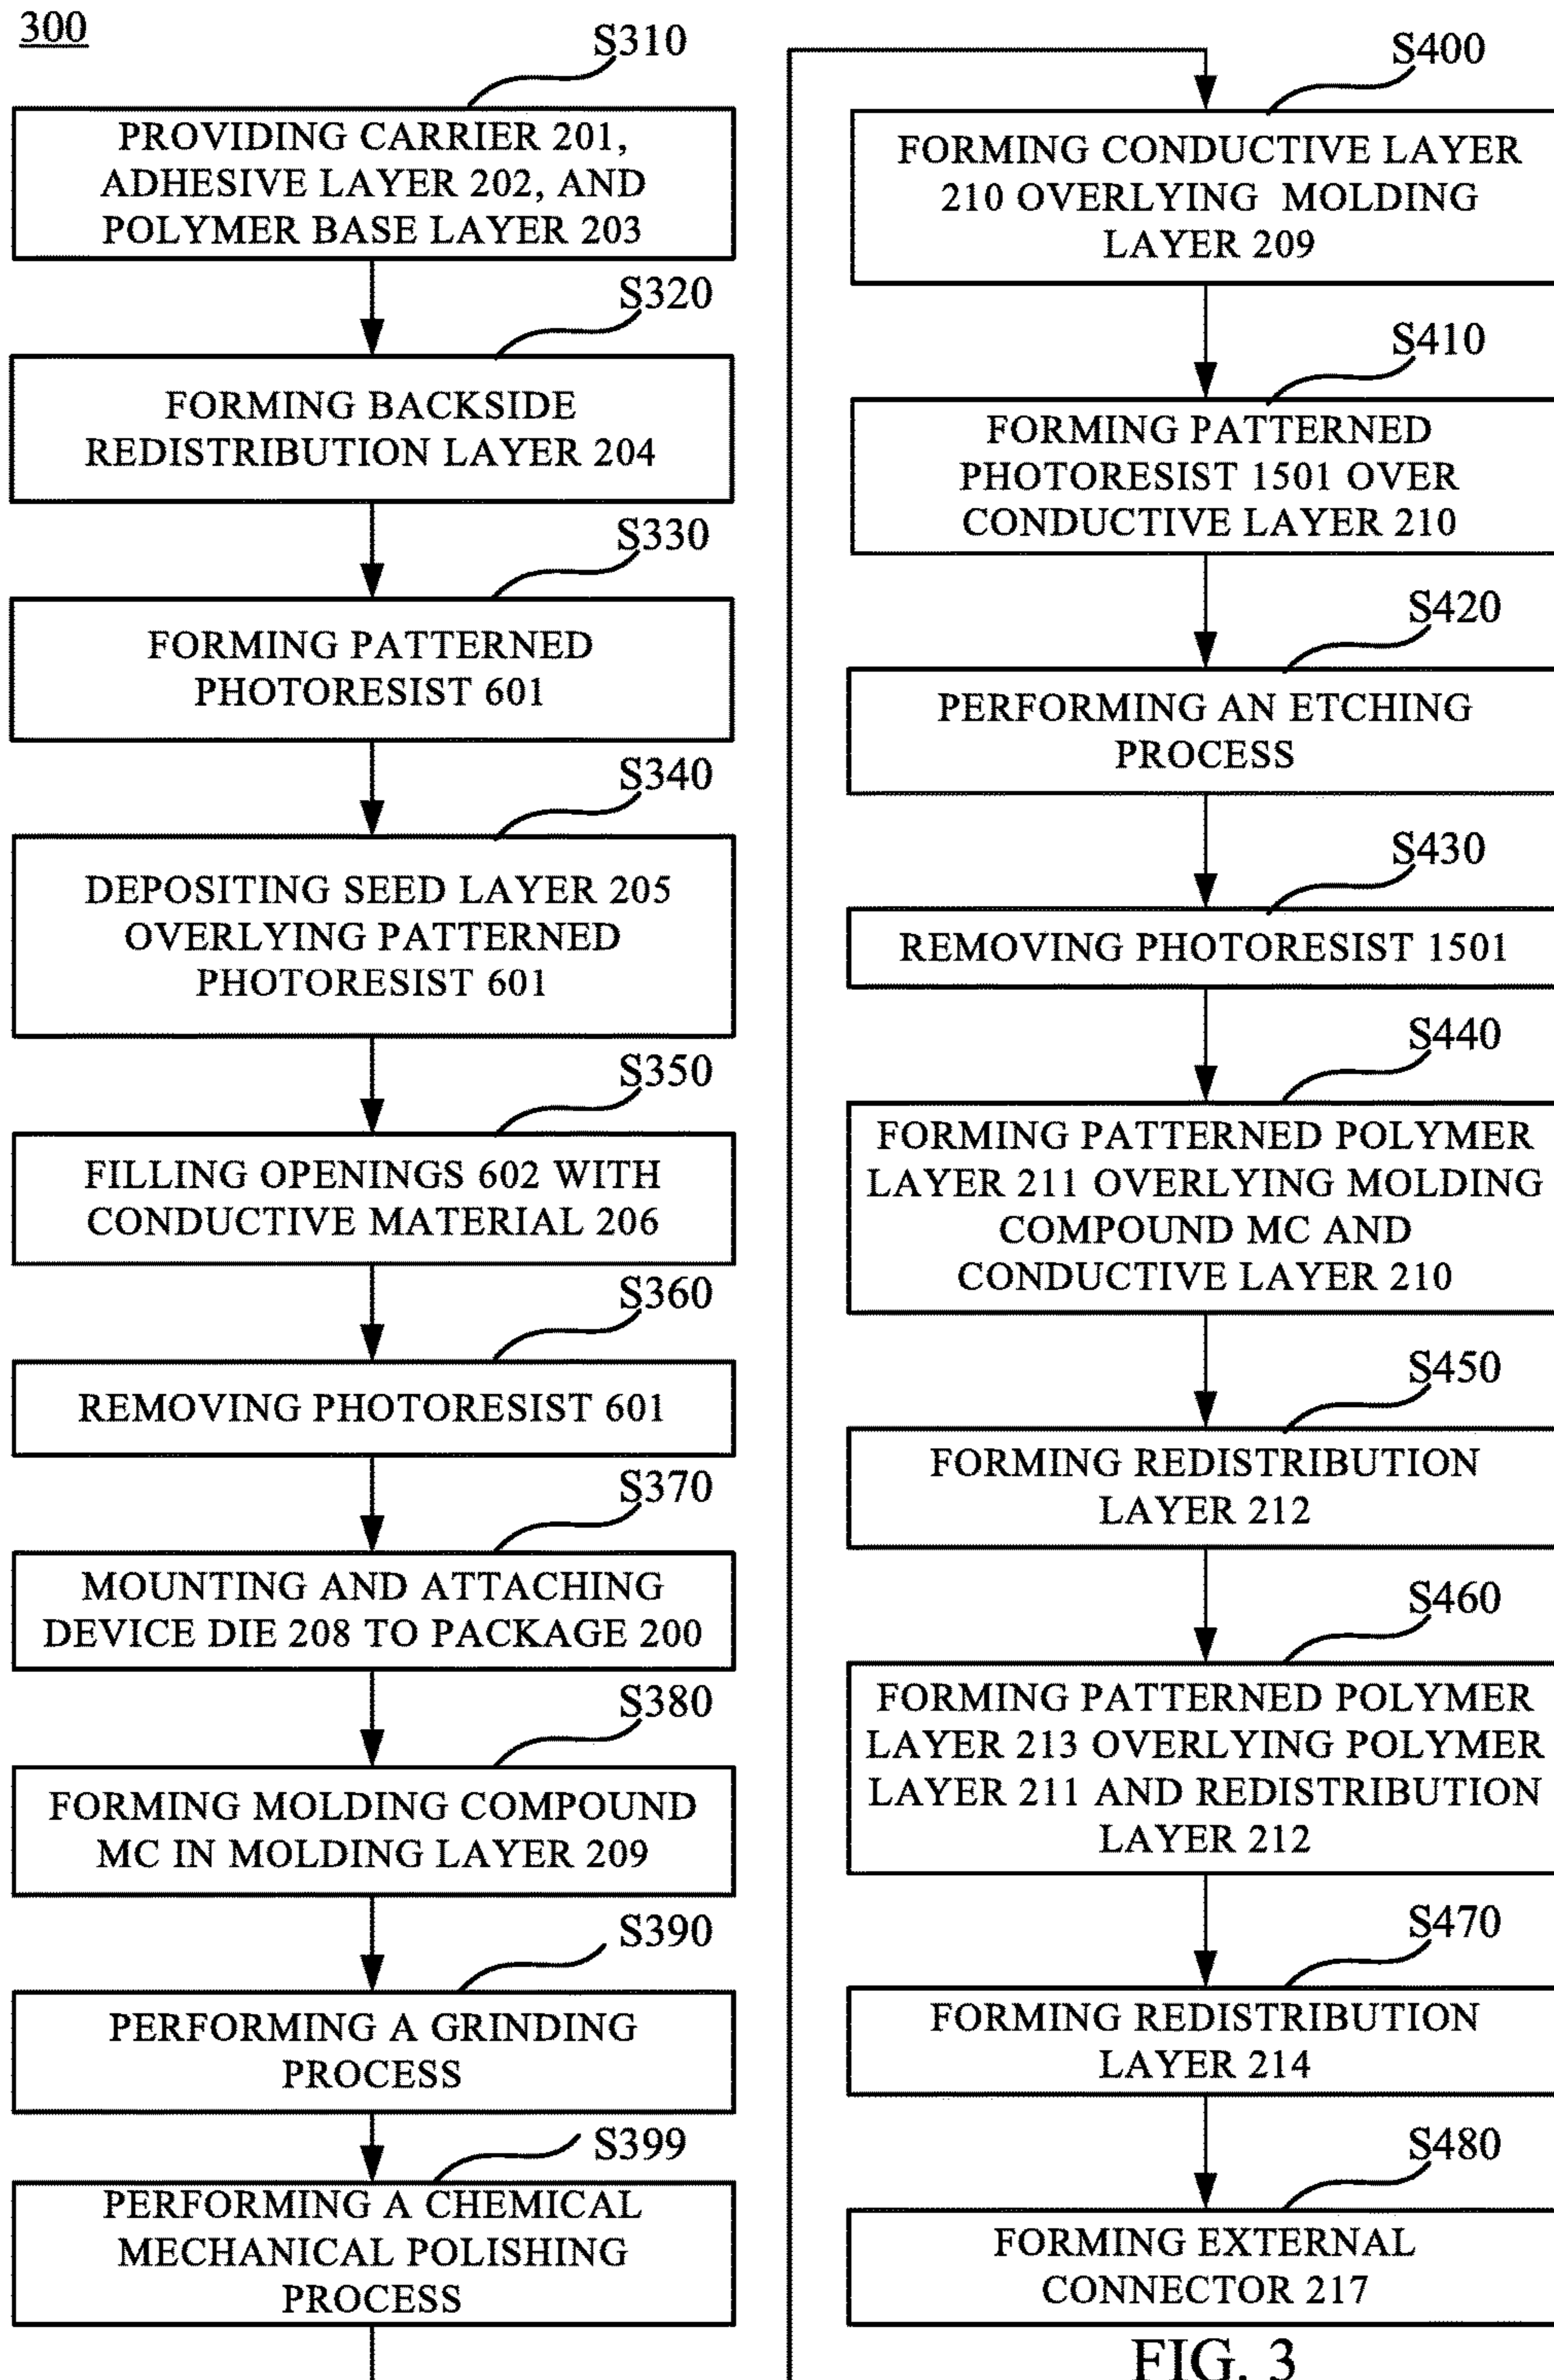 300
S310
PROVIDING CARRIER 201,
ADHESIVE LAYER 202, AND
POLYMER BASE LAYER 203
S320
FORMING BACKSIDE
REDISTRIBUTION LAYER 204
S330
FORMING PATTERNED
PHOTORESIST 601
S340
DEPOSITING SEED LAYER 205
OVERLYING PATTERNED
PHOTORESIST 601
S350
FILLING OPENINGS 602 WITH
CONDUCTIVE MATERIAL 206
S360
REMOVING PHOTORESIST 601
S370
MOUNTING AND ATTACHING
DEVICE DIE 208 TO PACKAGE 200
S380
FORMING MOLDING COMPOUND
MC IN MOLDING LAYER 209
S390
PERFORMING A GRINDING
PROCESS
S399
PERFORMING A CHEMICAL
MECHANICAL POLISHING
PROCESS
S400
FORMING CONDUCTIVE LAYER
210 OVERLYING MOLDING
LAYER 209
S410
FORMING PATTERNED
PHOTORESIST 1501 OVER
CONDUCTIVE LAYER 210
S420
PERFORMING AN ETCHING
PROCESS
S430
REMOVING PHOTORESIST 1501
S440
FORMING PATTERNED POLYMER
LAYER 211 OVERLYING MOLDING
COMPOUND MC AND
CONDUCTIVE LAYER 210
S450
FORMING REDISTRIBUTION
LAYER 212
S460
FORMING PATTERNED POLYMER
LAYER 213 OVERLYING POLYMER
LAYER 211 AND REDISTRIBUTION
LAYER 212
S470
FORMING REDISTRIBUTION
LAYER 214
S480
FORMING EXTERNAL
CONNECTOR 217
FIG. 3